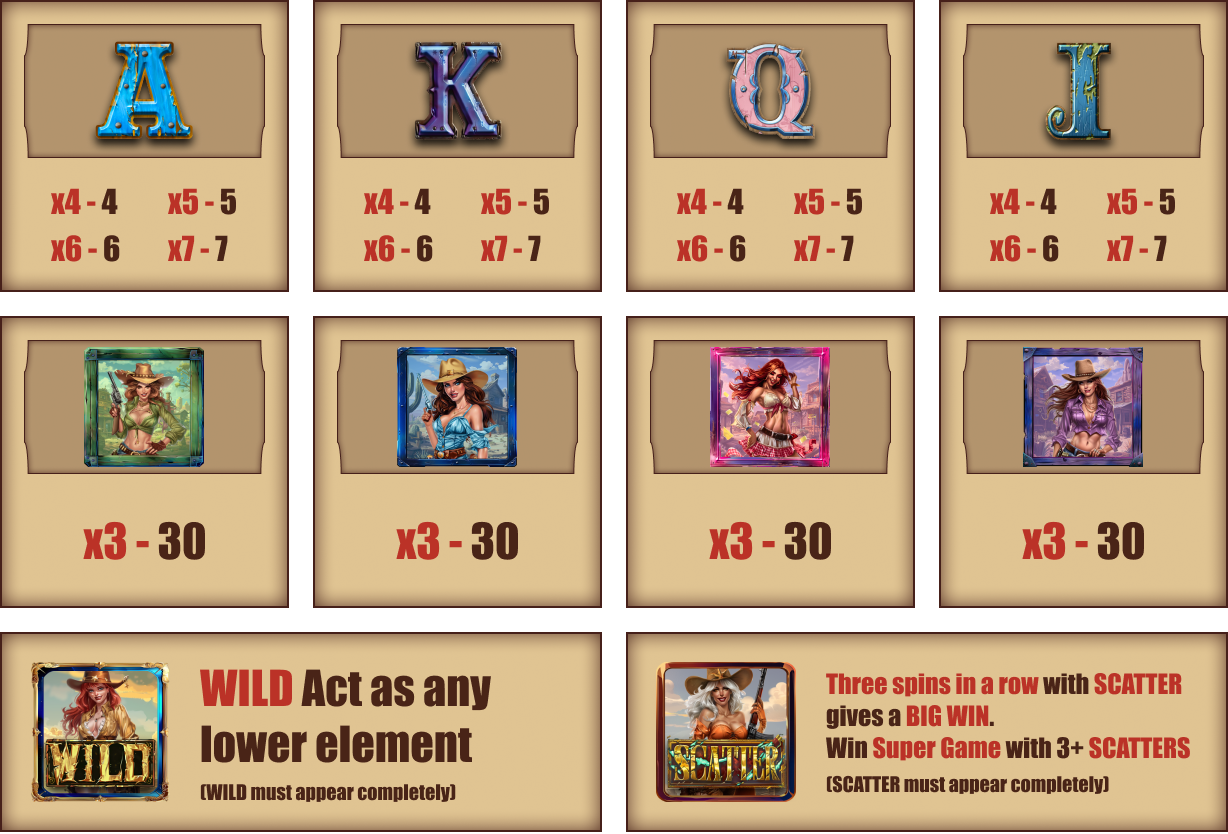 A K Q J
x4 - 4 x5 - 5 x4 - 4 x5 - 5 x4 - 4 x5 - 5 x4 - 4 x5 - 5
x6 - 6 x7 - 7 x6 - 6 x7 - 7 x6 - 6 x7 - 7 x6 - 6 x7 - 7
x3 - 30 x3 - 30 x3 - 30 x3 - 30
WILD
WILD Act as any
lower element
(WILD must appear completely)
SCATTER
Three spins in a row with SCATTER
gives a BIG WIN.
Win Super Game with 3+ SCATTERS
(SCATTER must appear completely)